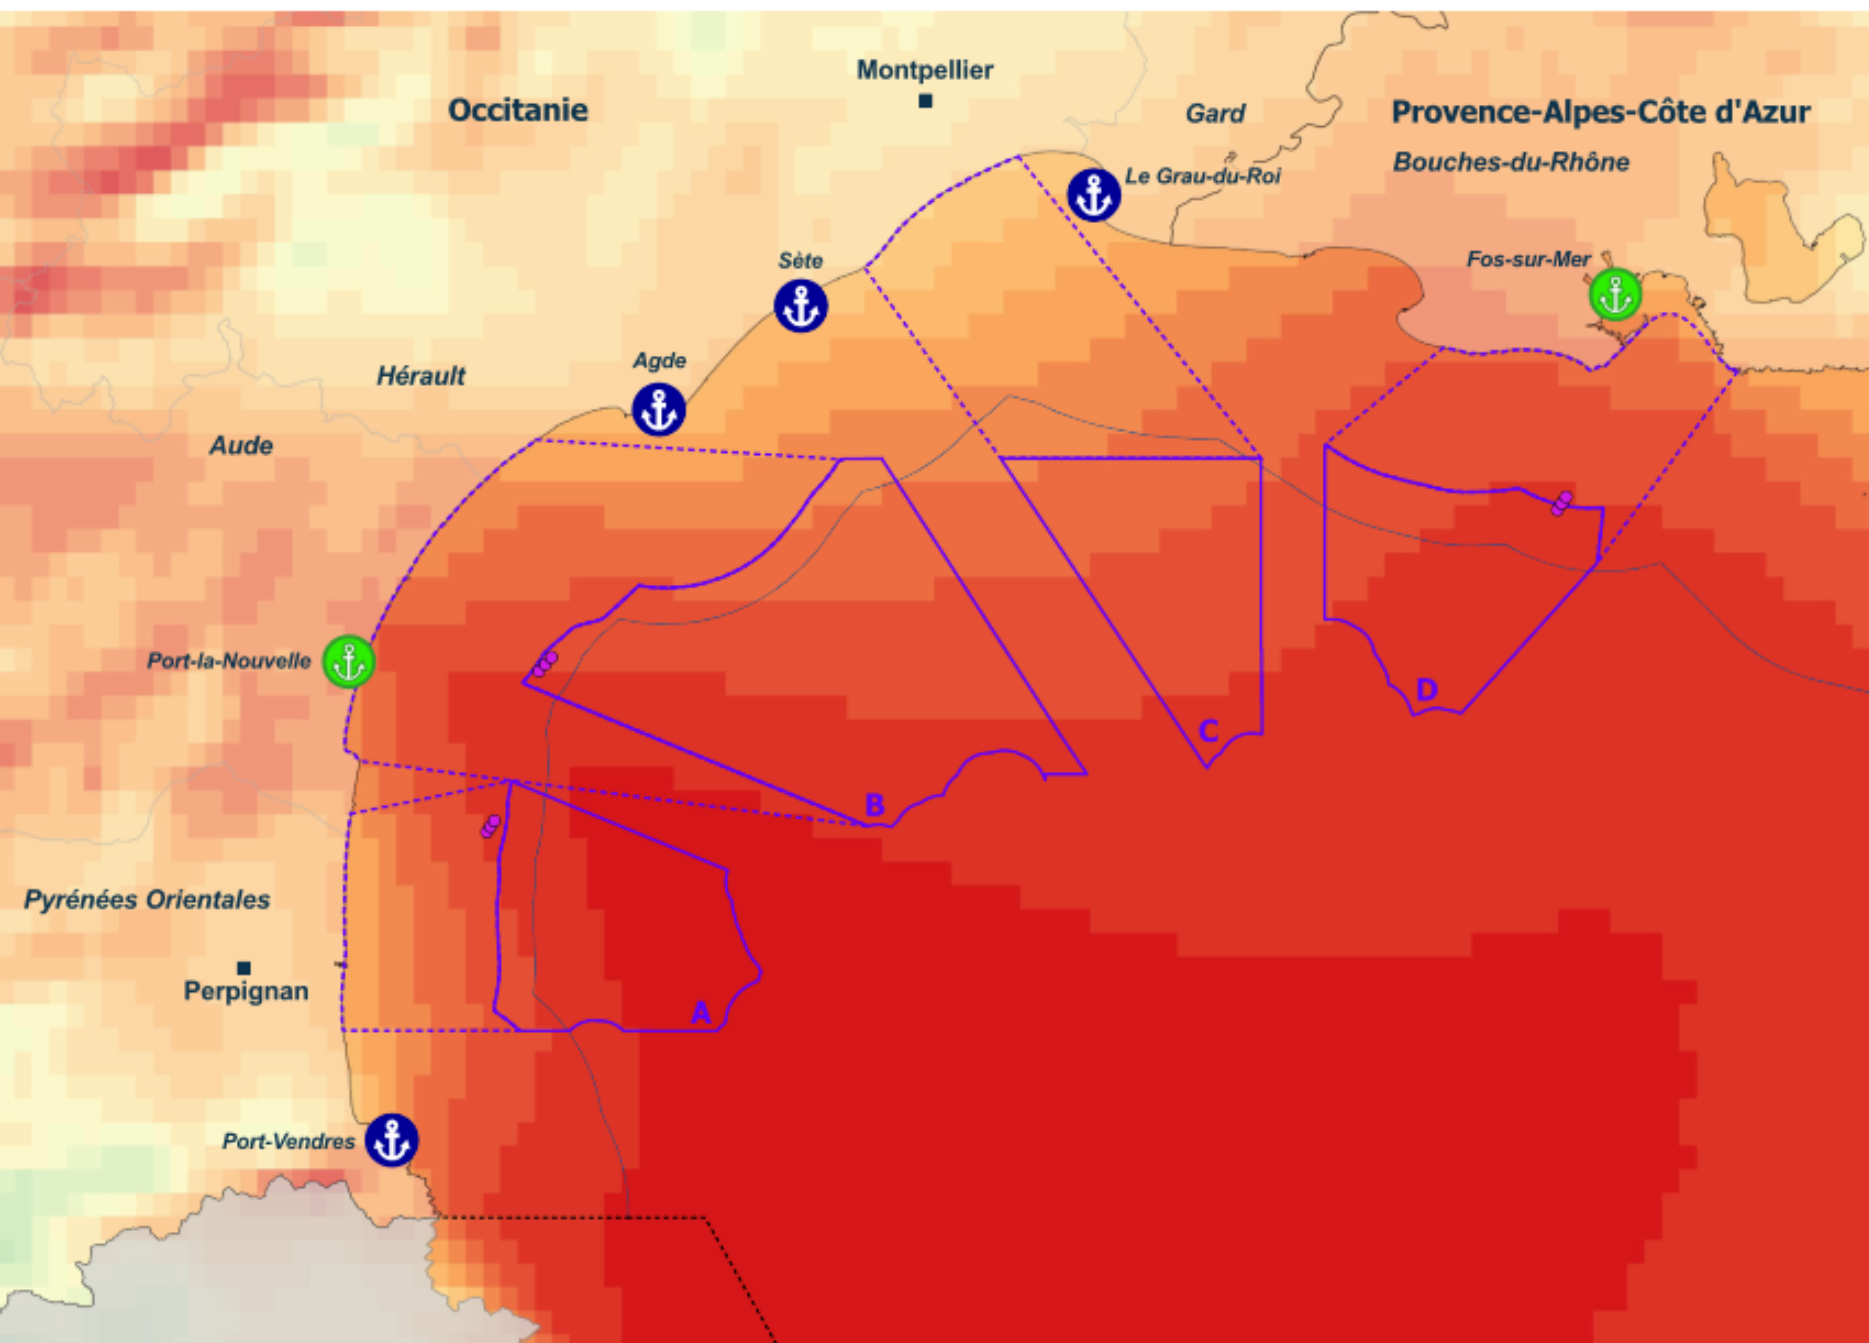 Montpellier
Occitanie
Gard
Provence-Alpes-Côte d'Azur
Bouches-du-Rhône
Le Grau-du-Roi
Sète
Fos-sur-Mer
Agde
Hérault
Aude
Port-la-Nouvelle
D
C
B
Pyrénées Orientales
Perpignan
A
Port-Vendres